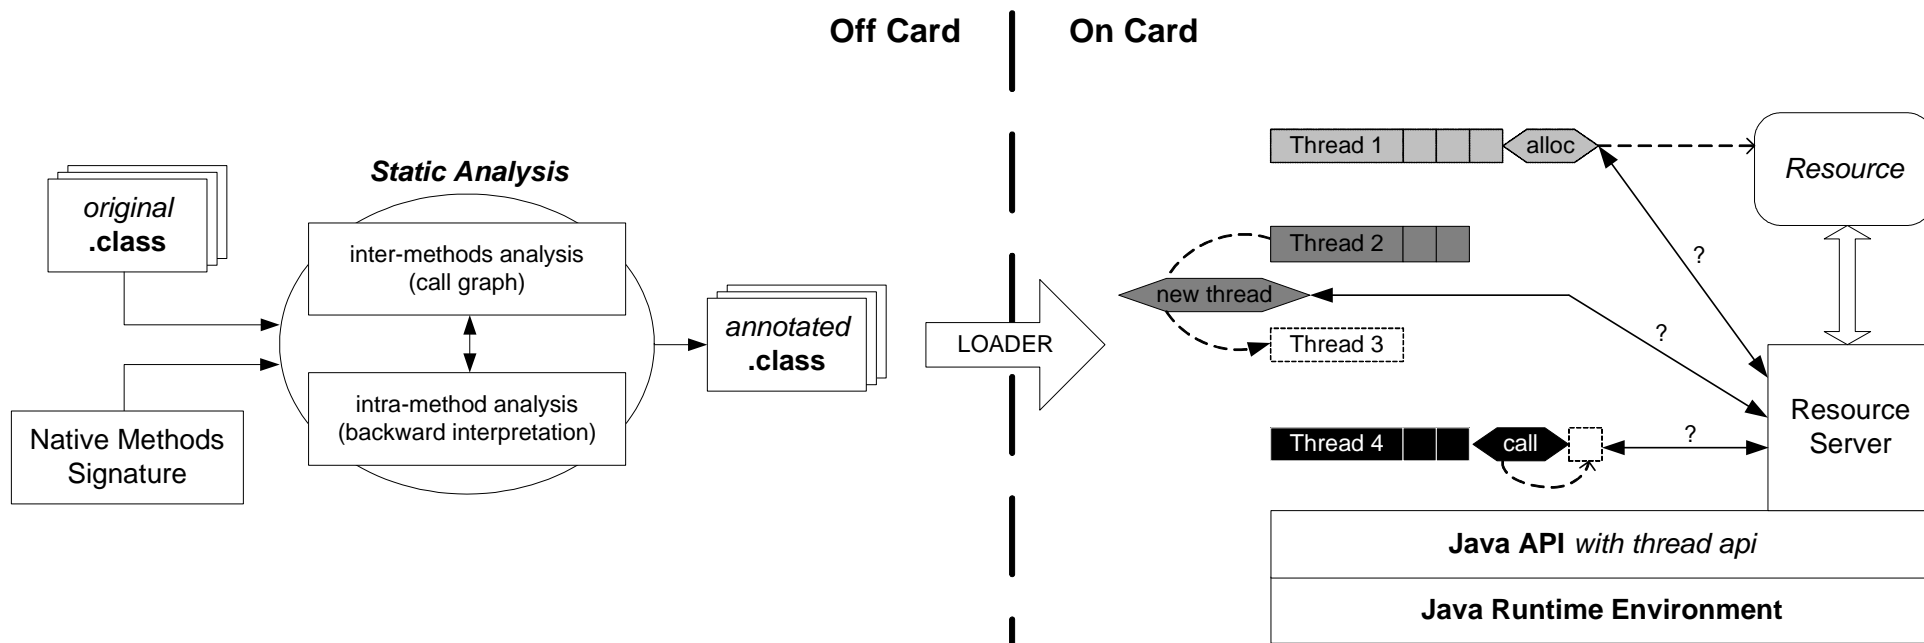 Off Card
On Card
Static Analysis
original
.class
inter-methods analysis
(call graph)
intra-method analysis
(backward interpretation)
Native Methods
Signature
annotated
.class
LOADER
Thread 1
alloc
Resource
Thread 2
?
new thread
?
Thread 3
Thread 4
call
?
Resource
Server
Java API with thread api
Java Runtime Environment